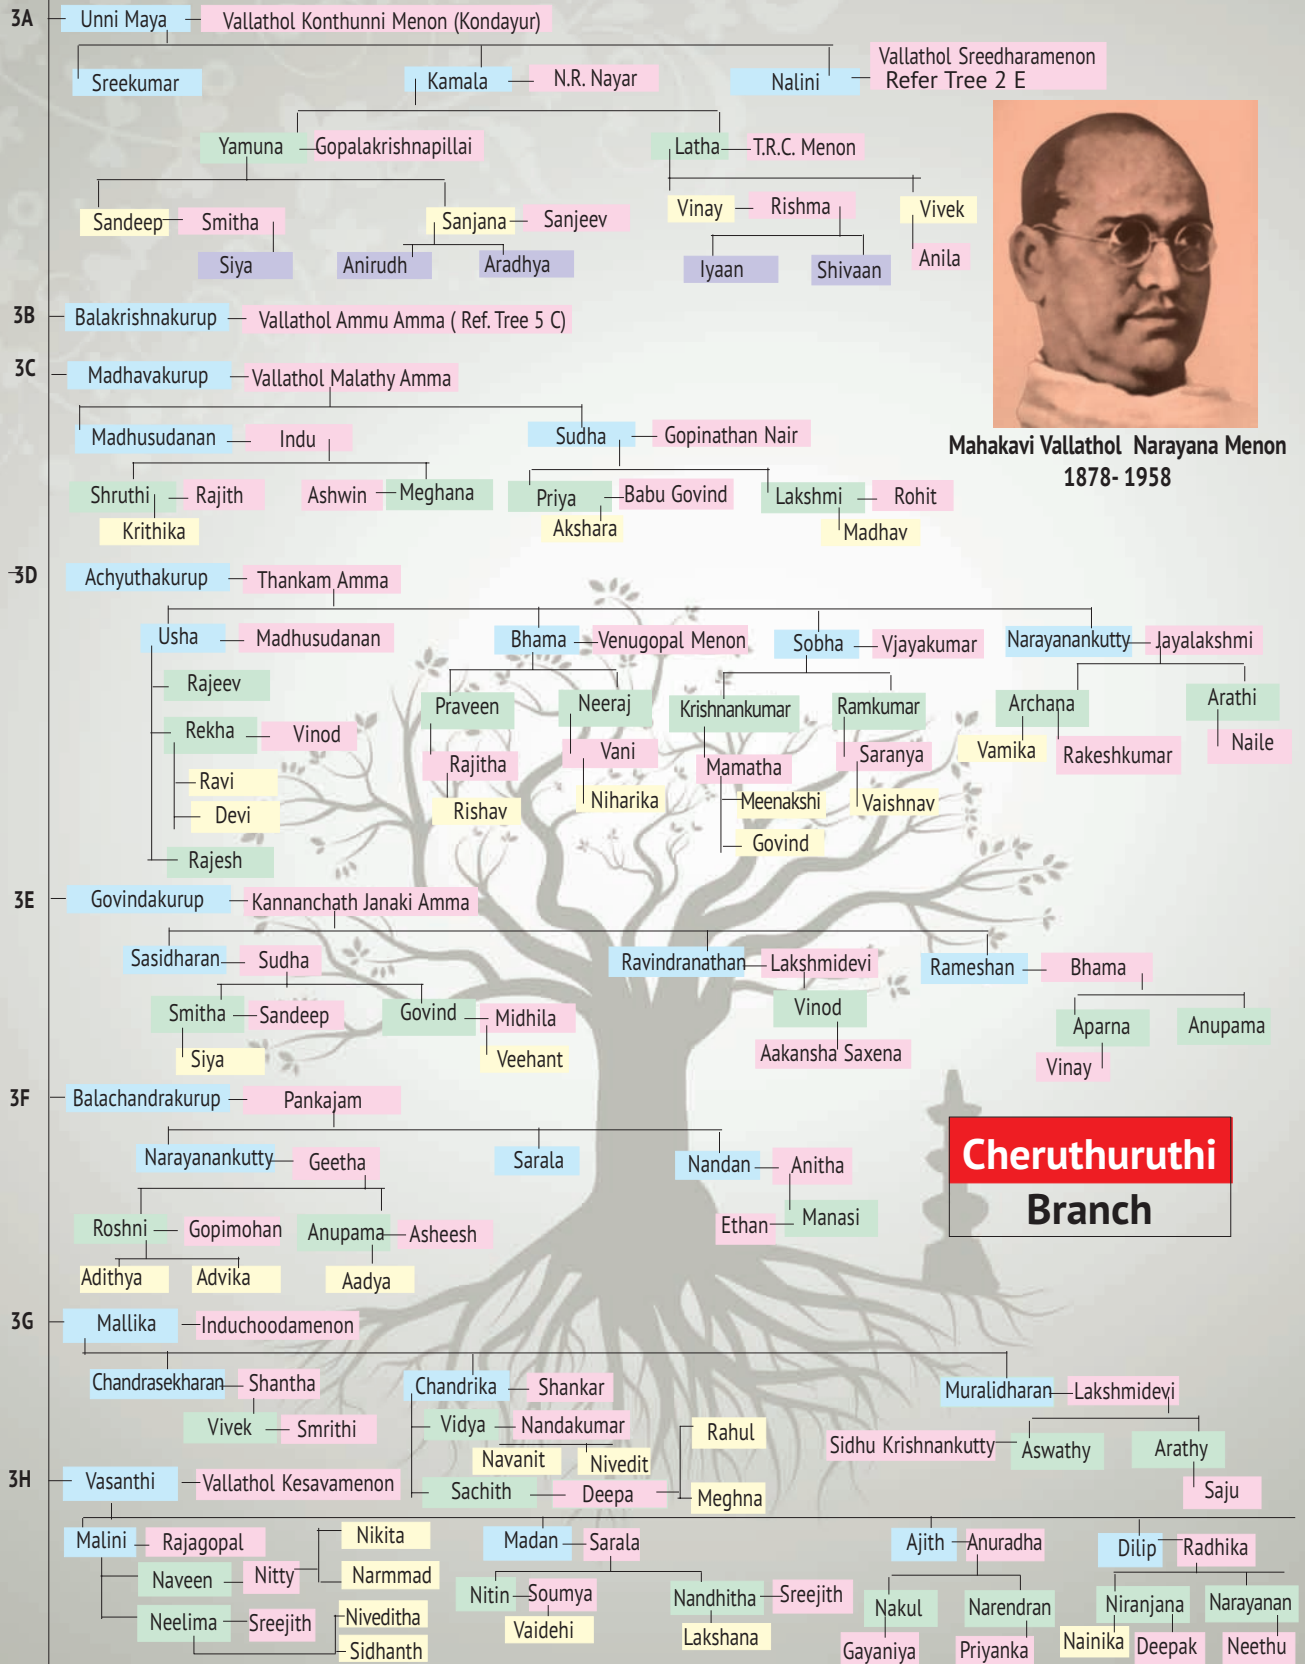 3A Unni Maya Vallathol Konthunni Menon (Kondayur)
Sreekumar Kamala N.R. Nayar Nalini Vallathol Sreedharamenon
Refer Tree 2 E
Yamuna Gopalakrishnapillai Latha T.R.C. Menon
Sandeep Smitha Sanjana Sanjeev Vinay Rishma Vivek
Siya Anirudh Aradhya Iyaan Shivaan Anila
3B Balakrishnakurup Vallathol Ammu Amma ( Ref. Tree 5 C)
3C Madhavakurup Vallathol Malathy Amma
Madhusudanan Indu Sudha Gopinathan Nair
Mahakavi Vallathol Narayana Menon
1878- 1958
Shruthi Rajith Ashwin Meghana Priya Babu Govind Lakshmi Rohit
Krithika Akshara Madhav
3D Achyuthakurup Thankam Amma
Usha Madhusudanan Bhama Venugopal Menon Sobha Vjayakumar Narayanankutty Jayalakshmi
Rajeev Praveen Neeraj Krishnankumar Ramkumar Archana Arathi
Rekha Vinod Rajitha Vani Mamatha Saranya Vamika Rakeshkumar Naile
Ravi Rishav Niharika Meenakshi Vaishnav
Devi Govind
Rajesh
3E Govindakurup Kannanchath Janaki Amma
Sasidharan Sudha Ravindranathan Lakshmidevi Rameshan Bhama
Smitha Sandeep Govind Midhila Vinod Aparna Anupama
Siya Veehant Aakansha Saxena Vinay
3F Balachandrakurup Pankajam
Narayanankutty Geetha Sarala Nandan Anitha
Cheruthuruthi
Branch
Roshni Gopimohan Anupama Asheesh Ethan Manasi
Adithya Advika Aadya
3G Mallika Induchoodamenon
Chandrasekharan Shantha Chandrika Shankar Muralidharan Lakshmidevi
Vivek Smrithi Vidya Nandakumar Rahul Sidhu Krishnankutty Aswathy Arathy
Navanit Nivedit
3H Vasanthi Vallathol Kesavamenon Sachith Deepa Meghna Saju
Malini Rajagopal Nikita Madan Sarala Ajith Anuradha Dilip Radhika
Naveen Nitty Narmmad Nitin Soumya Nandhitha Sreejith Nakul Narendran Niranjana Narayanan
Neelima Sreejith Niveditha Vaidehi Lakshana Gayaniya Priyanka Nainika Deepak Neethu
Sidhanth